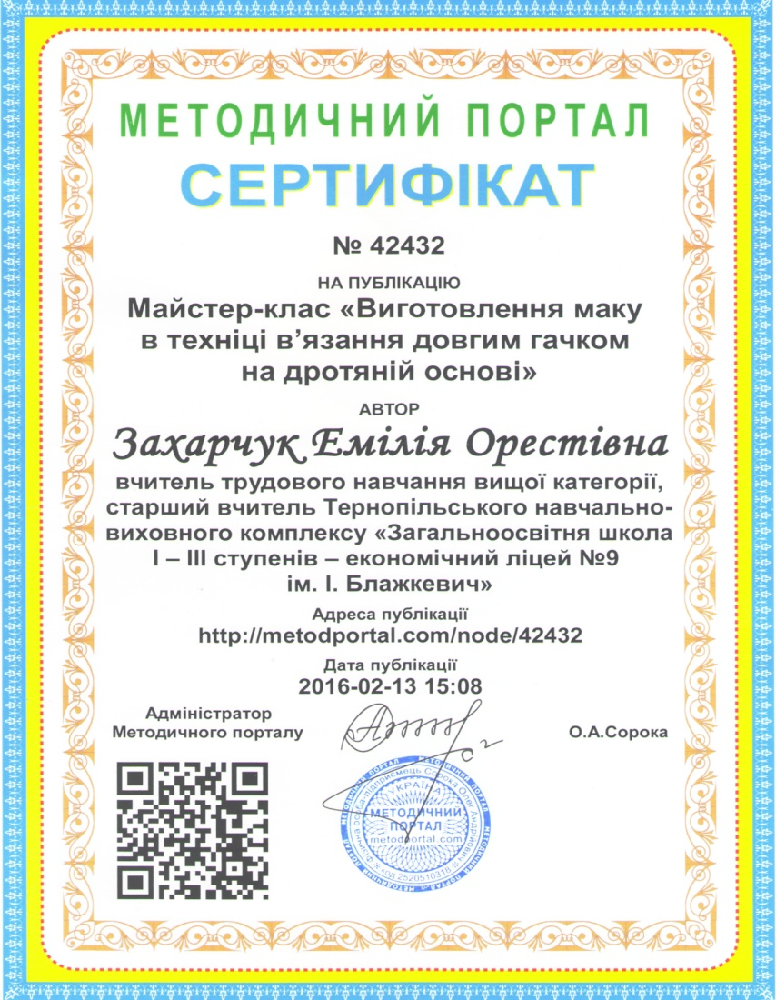 МЕТОДИЧНИЙ ПОРТАЛ
СЕРТИФІКАТ
№ 42432
НА ПУБЛІКАЦІЮ
Майстер-клас «Виготовлення маку
в техніці в’язання довгим гачком
на дротяній основі»
АВТОР
Захарчук Емілія Орестівна
вчитель трудового навчання вищої категорії,
старший вчитель Тернопільського навчально-
виховного комплексу «Загальноосвітня школа
І – ІІІ ступенів – економічний ліцей №9
ім. І. Блажкевич»
Адреса публікації
http://metodportal.com/node/42432
Дата публікації
2016-02-13 15:08
Адміністратор
Методичного порталу
О.А.Сорока
УКРАЇНА
МЕТОДИЧНИЙ
ПОРТАЛ
metodportal.com